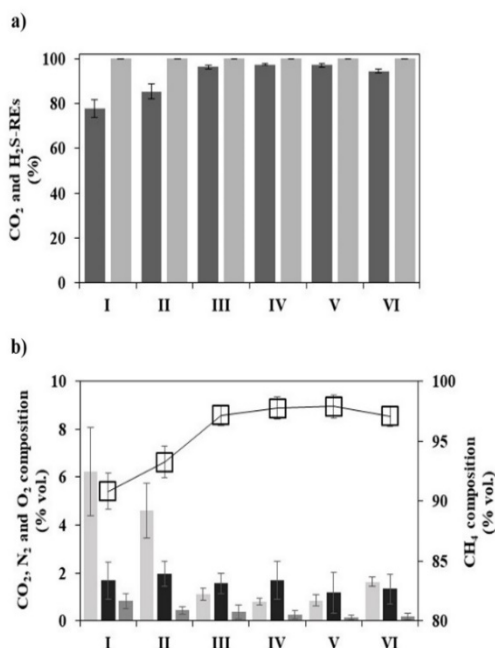 a)
100
80
60
40
20
0
CO₂ and H₂S-REs
(%)
I II III IV V VI
b)
10
8
6
4
2
0
CO₂, N₂ and O₂ composition
(% vol.)
100
95
90
85
80
CH₄ composition
(% vol.)
I II III IV V VI